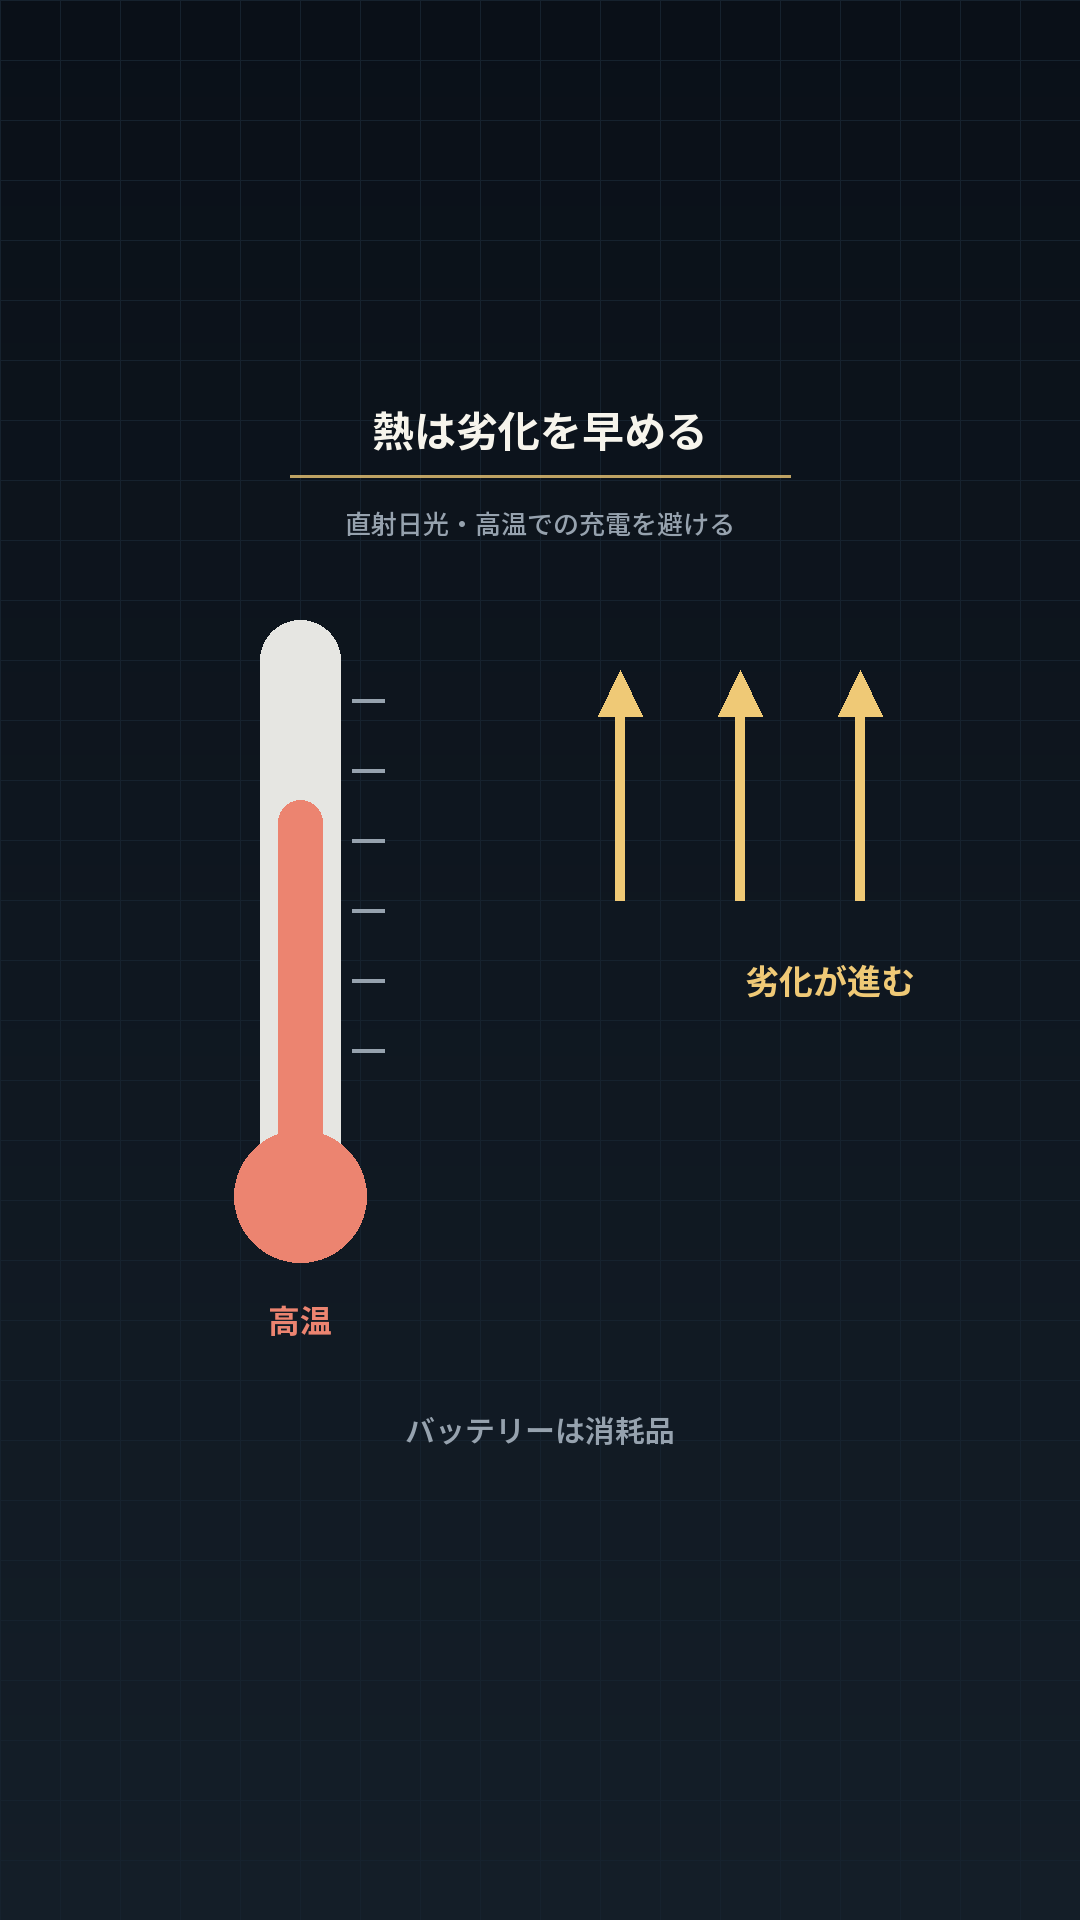 熱は劣化を早める
直射日光・高温での充電を避ける
劣化が進む
高温
バッテリーは消耗品